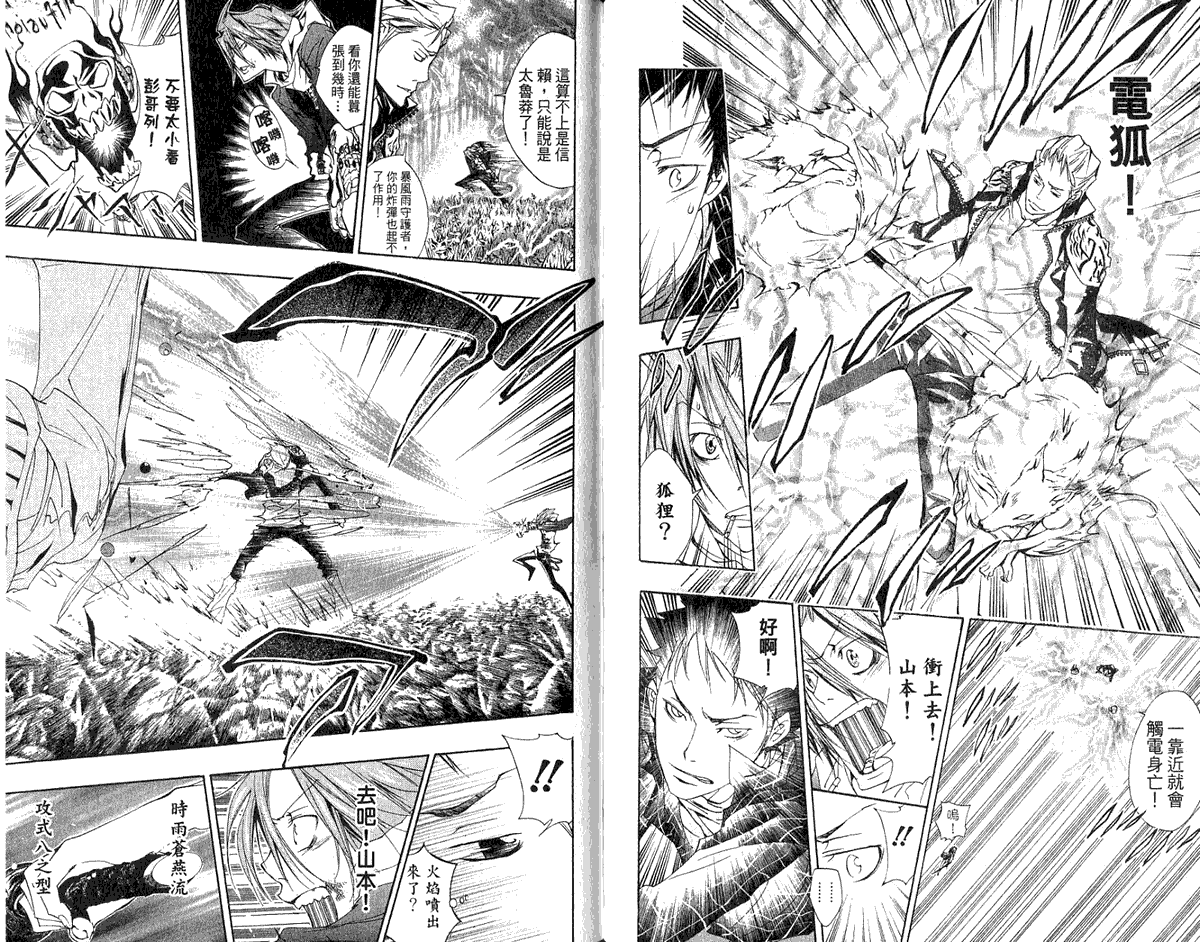 電狐！
狐狸？
一靠近就會
觸電身亡！
嗚！
衝上去！
山本！
‼
⋯⋯
好啊！
這算不上是信
賴，只能說是
太魯莽了！
暴風雨守護者，
你的炸彈也起不
了作用！
看你還能囂
張到幾時…
喀嚕
喀嚕
不要太小看
彭哥列！
‼
火焰噴出
來了？
去吧！山本！
時雨蒼燕流
攻式八之型